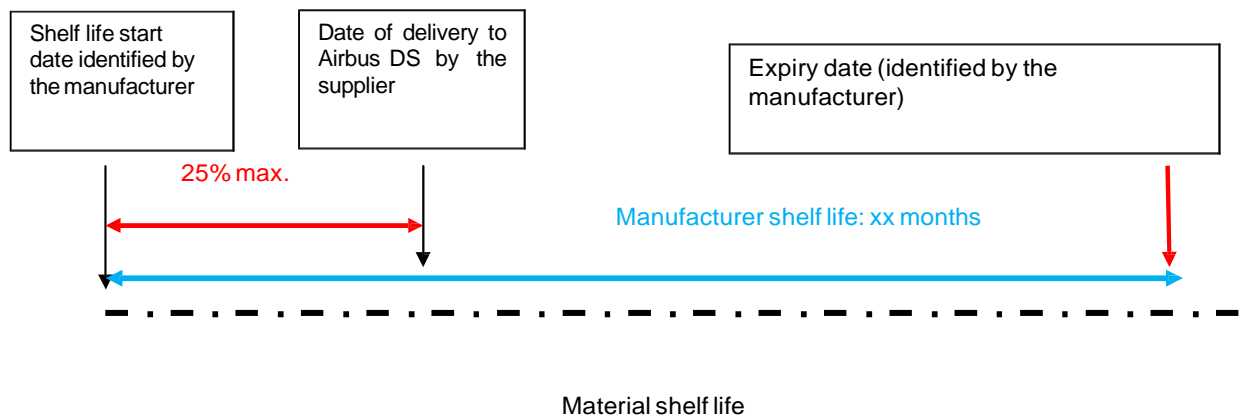 Shelf life start
date identified by
the manufacturer
Date of delivery to
Airbus DS by the
supplier
Expiry date (identified by the
manufacturer)
25% max.
Manufacturer shelf life: xx months
Material shelf life